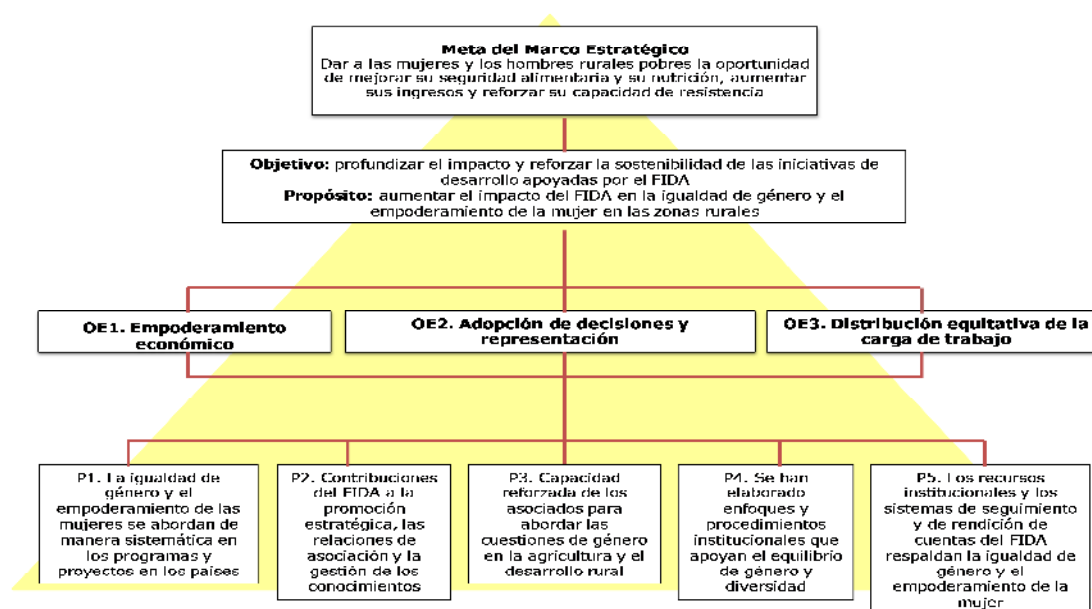 Meta del Marco Estratégico
Dar a las mujeres y los hombres rurales pobres la oportunidad
de mejorar su seguridad alimentaria y su nutrición, aumentar
sus ingresos y reforzar su capacidad de resistencia
Objetivo: profundizar el impacto y reforzar la sostenibilidad de las iniciativas de
desarrollo apoyadas por el FIDA
Propósito: aumentar el impacto del FIDA en la igualdad de género y el
empoderamiento de la mujer en las zonas rurales
OE1. Empoderamiento
económico
OE2. Adopción de decisiones y
representación
OE3. Distribución equitativa de la
carga de trabajo
P1. La igualdad de
género y el
empoderamiento de las
mujeres se abordan de
manera sistemática en
los programas y
proyectos en los países
P2. Contribuciones
del FIDA a la
promoción
estratégica, las
relaciones de
asociación y la
gestión de los
conocimientos
P3. Capacidad
reforzada de los
asociados para
abordar las
cuestiones de género
en la agricultura y el
desarrollo rural
P4. Se han
elaborado
enfoques y
procedimientos
institucionales que
apoyan el equilibrio
de género y
diversidad
P5. Los recursos
institucionales y los
sistemas de seguimiento
y de rendición de
cuentas del FIDA
respaldan la igualdad de
género y el
empoderamiento de la
mujer